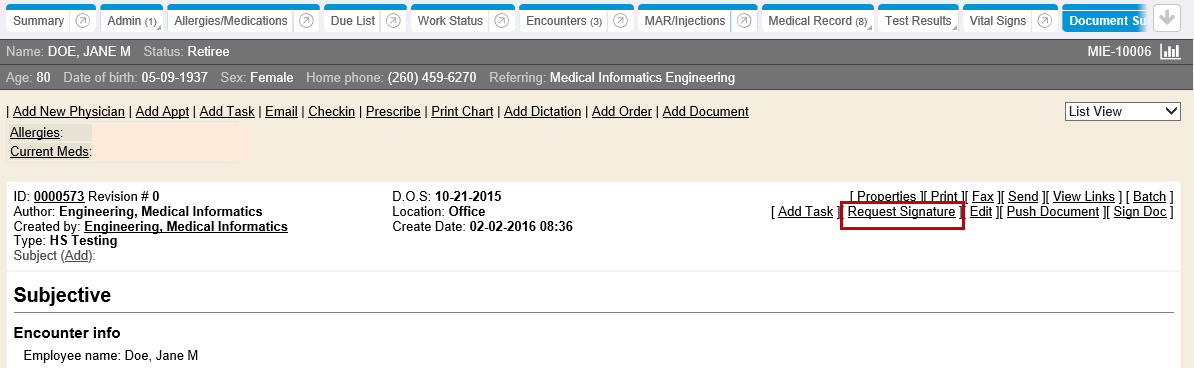 Summary Admin (1) Allergies/Medications Due List Work Status Encounters (3) MAR/Injections Medical Record (8) Test Results Vital Signs Document Su
Name: DOE, JANE M Status: Retiree MIE-10006
Age: 80 Date of birth: 05-09-1937 Sex: Female Home phone: (260) 459-6270 Referring: Medical Informatics Engineering
| Add New Physician | Add Appt | Add Task | Email | Checkin | Prescribe | Print Chart | Add Dictation | Add Order | Add Document List View
Allergies:
Current Meds:
ID: 0000573 Revision # 0 D.O.S: 10-21-2015 [ Properties ][ Print ][ Fax ][ Send ][ View Links ] [ Batch ]
Author: Engineering, Medical Informatics Location: Office [ Add Task ][ Request Signature ][ Edit ][ Push Document ][ Sign Doc ]
Created by: Engineering, Medical Informatics Create Date: 02-02-2016 08:36
Type: HS Testing
Subject (Add):
Subjective
Encounter info
Employee name: Doe, Jane M